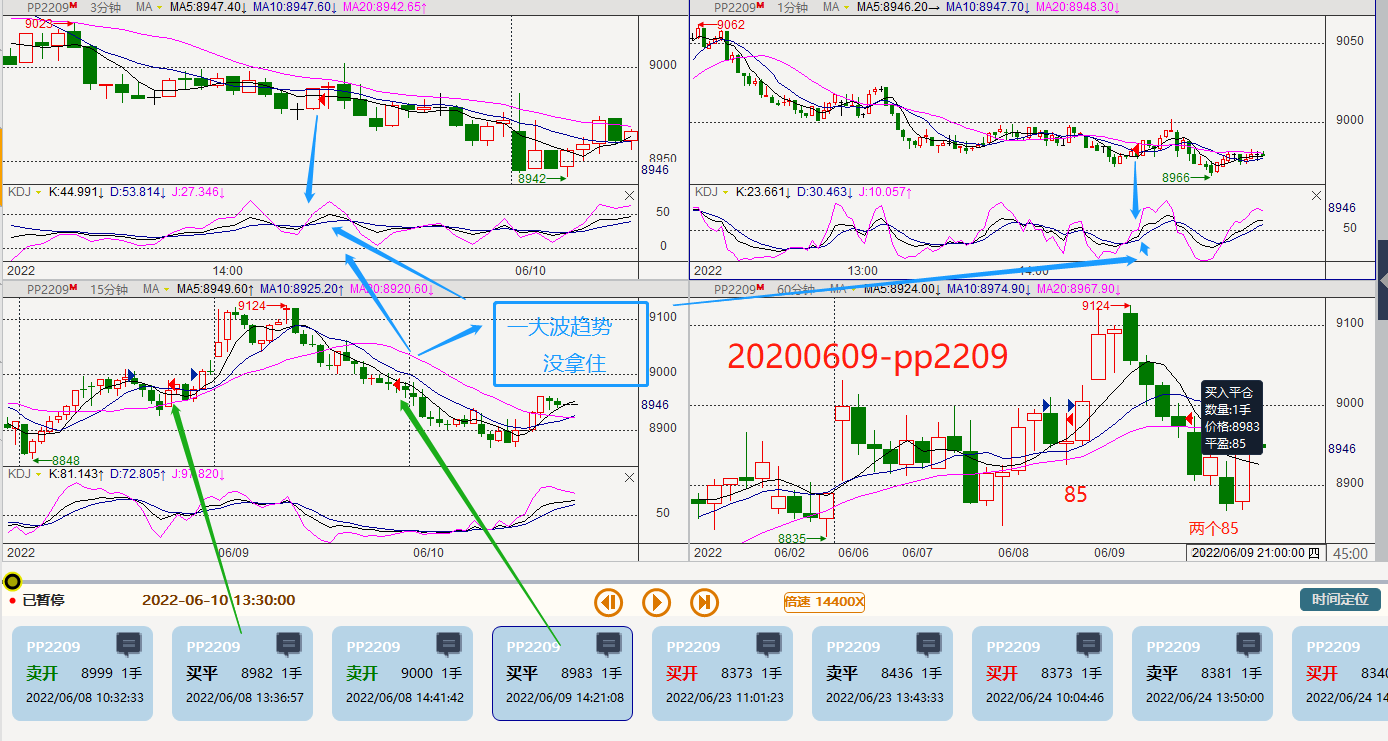 PP2209M 3分钟 MA MA5:8947.40↓ MA10:8947.60↓ MA20:8942.65↑
9023
9000
8950
8946
8942
KDJ K:44.991↓ D:53.814↓ J:27.346↓
50
0
2022 14:00 06/10
PP2209M 1分钟 MA MA5:8946.20→ MA10:8947.70↓ MA20:8948.30↓
9062
9050
9000
8966
KDJ K:23.661↓ D:30.463↓ J:10.057↑
8946
50
2022 13:00 14:00
PP2209M 15分钟 MA MA5:8949.60↑ MA10:8925.20↑ MA20:8920.60↓
9124
9100
9000
8946
8900
8848
一大波趋势
没拿住
KDJ K:81.143↑ D:72.805↑ J:97.820↓
50
2022 06/09 06/10
PP2209M 60分钟 MA MA5:8924.00↓ MA10:8974.90↓ MA20:8967.90↓
9124
9100
20200609-pp2209
买入平仓
数量:1手
价格:8983
平盈:85
9000
8946
8900
85
两个85
8835
2022 06/02 06/06 06/07 06/08 06/09 2022/06/09 21:00:00 四 45:00
已暂停 2022-06-10 13:30:00 倍速 14400X 时间定位
PP2209
卖开 8999 1手
2022/06/08 10:32:33
PP2209
买平 8982 1手
2022/06/08 13:36:57
PP2209
卖开 9000 1手
2022/06/08 14:41:42
PP2209
买平 8983 1手
2022/06/09 14:21:08
PP2209
买开 8373 1手
2022/06/23 11:01:23
PP2209
卖平 8436 1手
2022/06/23 13:43:33
PP2209
买开 8373 1手
2022/06/24 10:04:46
PP2209
卖平 8381 1手
2022/06/24 13:50:00
PP2209
买开 8340
2022/06/24 14